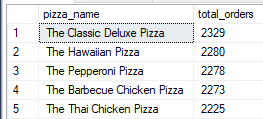 pizza_name total_orders
1 The Classic Deluxe Pizza 2329
2 The Hawaiian Pizza 2280
3 The Pepperoni Pizza 2278
4 The Barbecue Chicken Pizza 2273
5 The Thai Chicken Pizza 2225